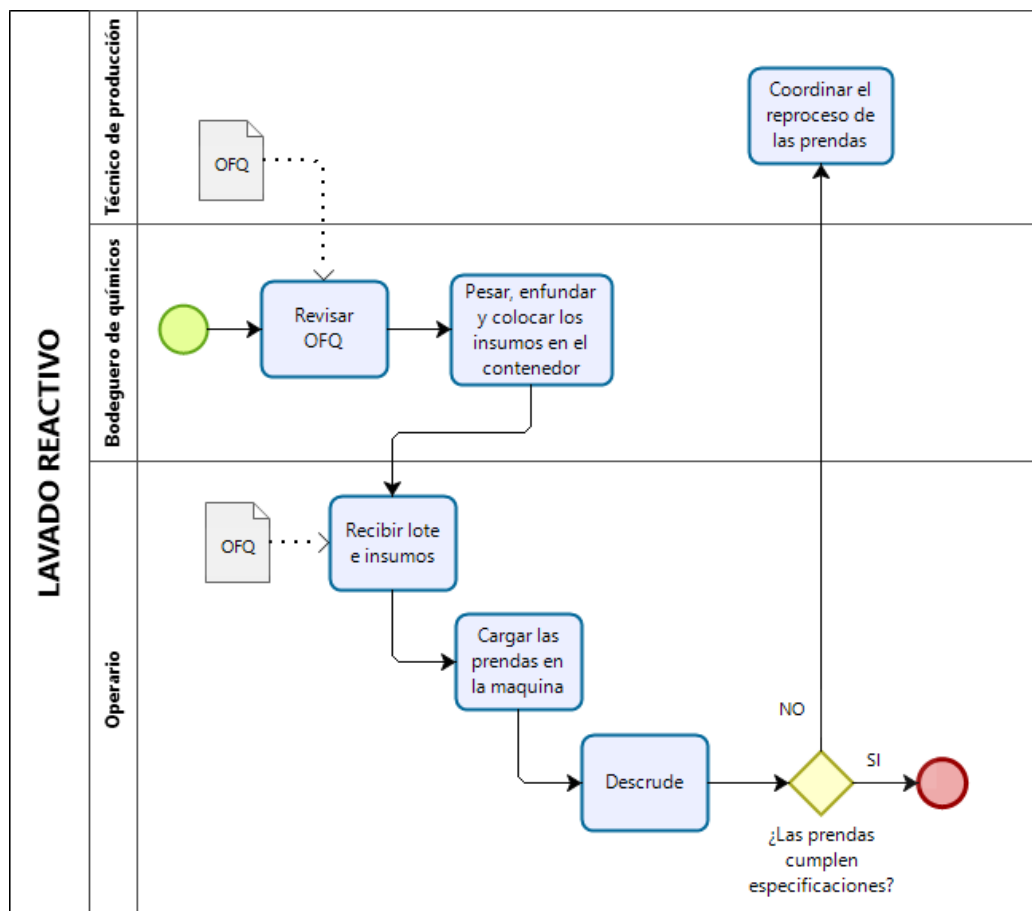 LAVADO REACTIVO
Técnico de producción
OFQ
Coordinar el
reproceso de
las prendas
Bodeguero de químicos
Revisar
OFQ
Pesar, enfundar
y colocar los
insumos en el
contenedor
Operario
OFQ
Recibir lote
e insumos
Cargar las
prendas en
la maquina
Descrude
NO
SI
¿Las prendas
cumplen
especificaciones?